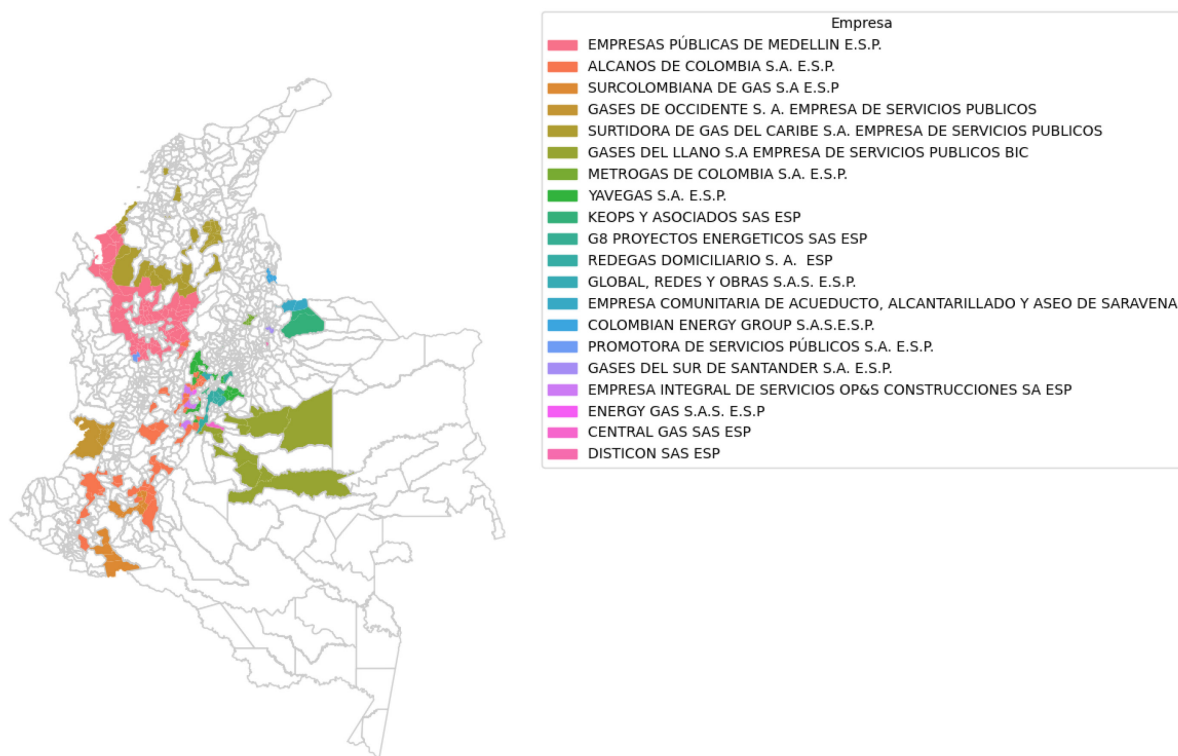 Empresa
EMPRESAS PÚBLICAS DE MEDELLIN E.S.P.
ALCANOS DE COLOMBIA S.A. E.S.P.
SURCOLOMBIANA DE GAS S.A E.S.P
GASES DE OCCIDENTE S. A. EMPRESA DE SERVICIOS PUBLICOS
SURTIDORA DE GAS DEL CARIBE S.A. EMPRESA DE SERVICIOS PUBLICOS
GASES DEL LLANO S.A EMPRESA DE SERVICIOS PUBLICOS BIC
METROGAS DE COLOMBIA S.A. E.S.P.
YAVEGAS S.A. E.S.P.
KEOPS Y ASOCIADOS SAS ESP
G8 PROYECTOS ENERGETICOS SAS ESP
REDEGAS DOMICILIARIO S. A.  ESP
GLOBAL, REDES Y OBRAS S.A.S. E.S.P.
EMPRESA COMUNITARIA DE ACUEDUCTO, ALCANTARILLADO Y ASEO DE SARAVENA
COLOMBIAN ENERGY GROUP S.A.S.E.S.P.
PROMOTORA DE SERVICIOS PÚBLICOS S.A. E.S.P.
GASES DEL SUR DE SANTANDER S.A. E.S.P.
EMPRESA INTEGRAL DE SERVICIOS OP&S CONSTRUCCIONES SA ESP
ENERGY GAS S.A.S. E.S.P
CENTRAL GAS SAS ESP
DISTICON SAS ESP